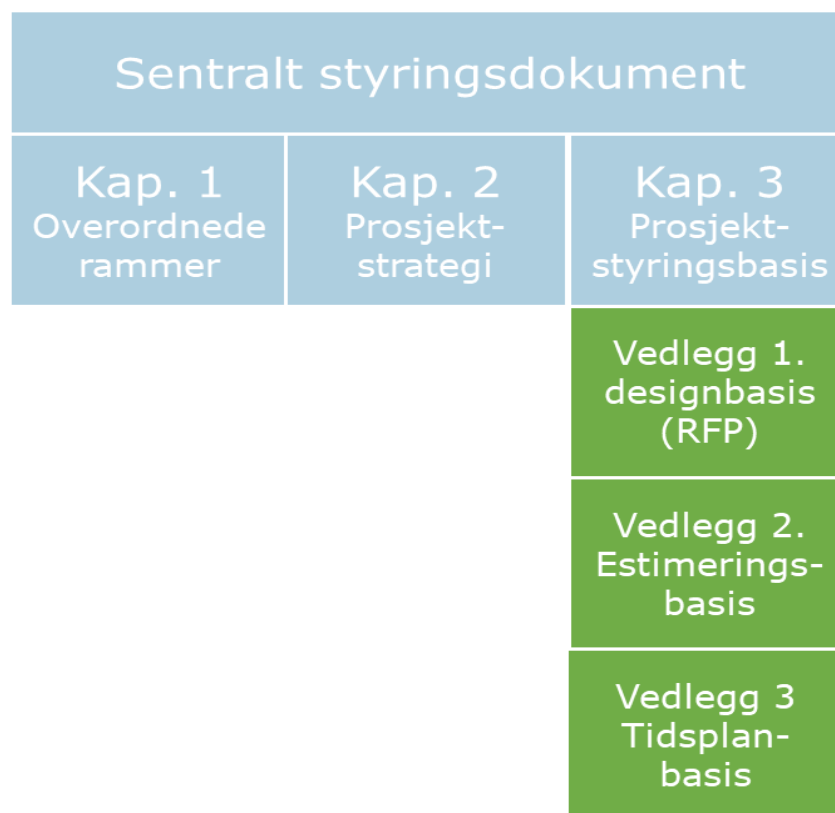 Sentralt styringsdokument
Kap. 1
Overordnede
rammer
Kap. 2
Prosjekt-
strategi
Kap. 3
Prosjekt-
styringsbasis
Vedlegg 1.
designbasis
(RFP)
Vedlegg 2.
Estimerings-
basis
Vedlegg 3
Tidsplan-
basis